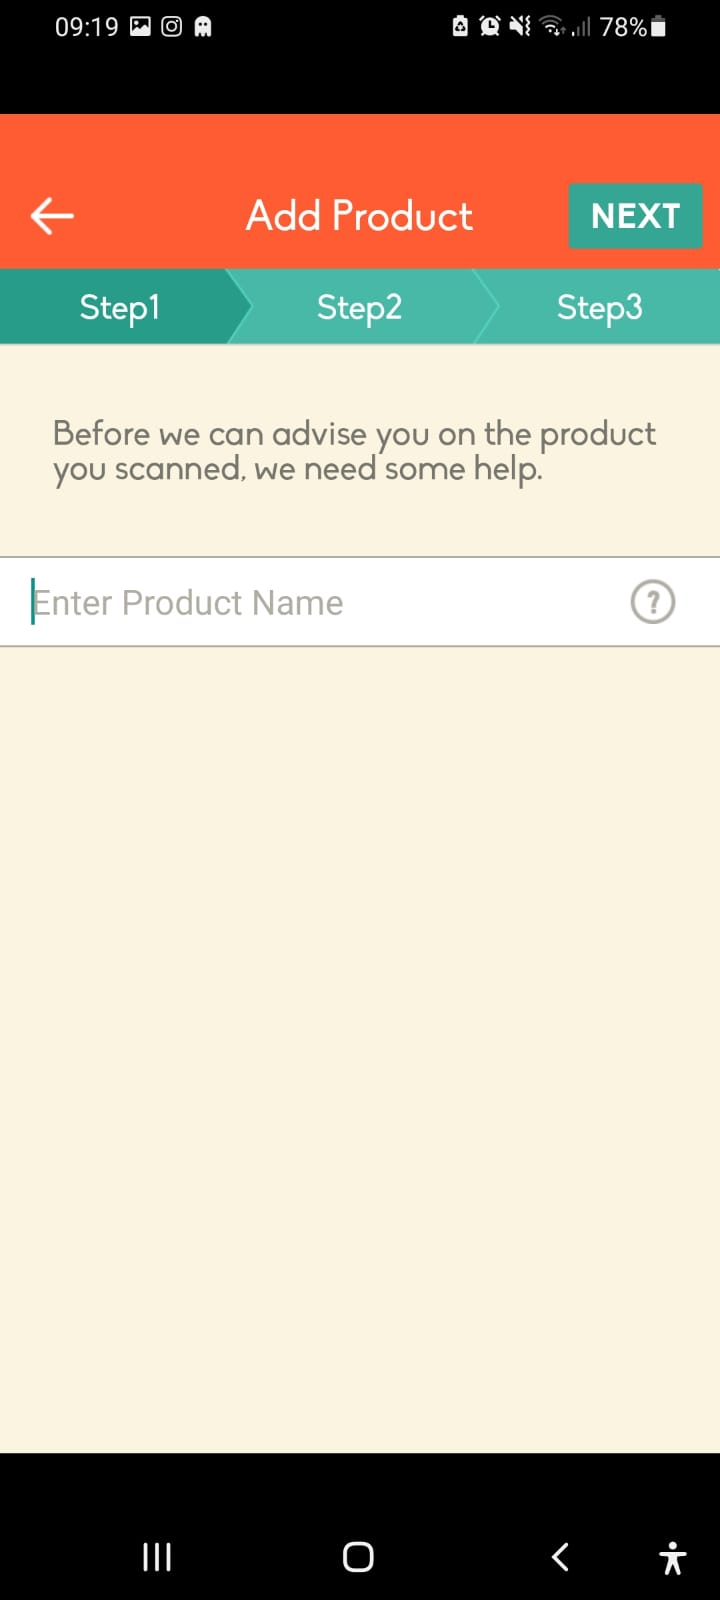 09:19 78%
Add Product NEXT
Step1 Step2 Step3
Before we can advise you on the product
you scanned, we need some help.
Enter Product Name ?